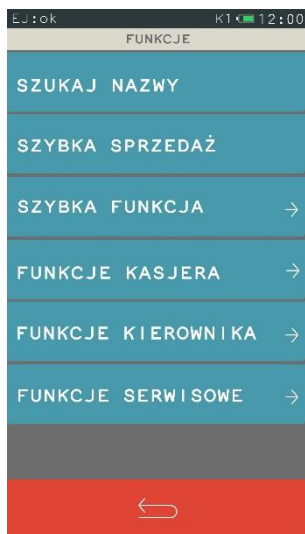 EJ:ok K1 12:00
FUNKCJE
SZUKAJ NAZWY
SZYBKA SPRZEDAŻ
SZYBKA FUNKCJA
FUNKCJE KASJERA
FUNKCJE KIEROWNIKA
FUNKCJE SERWISOWE